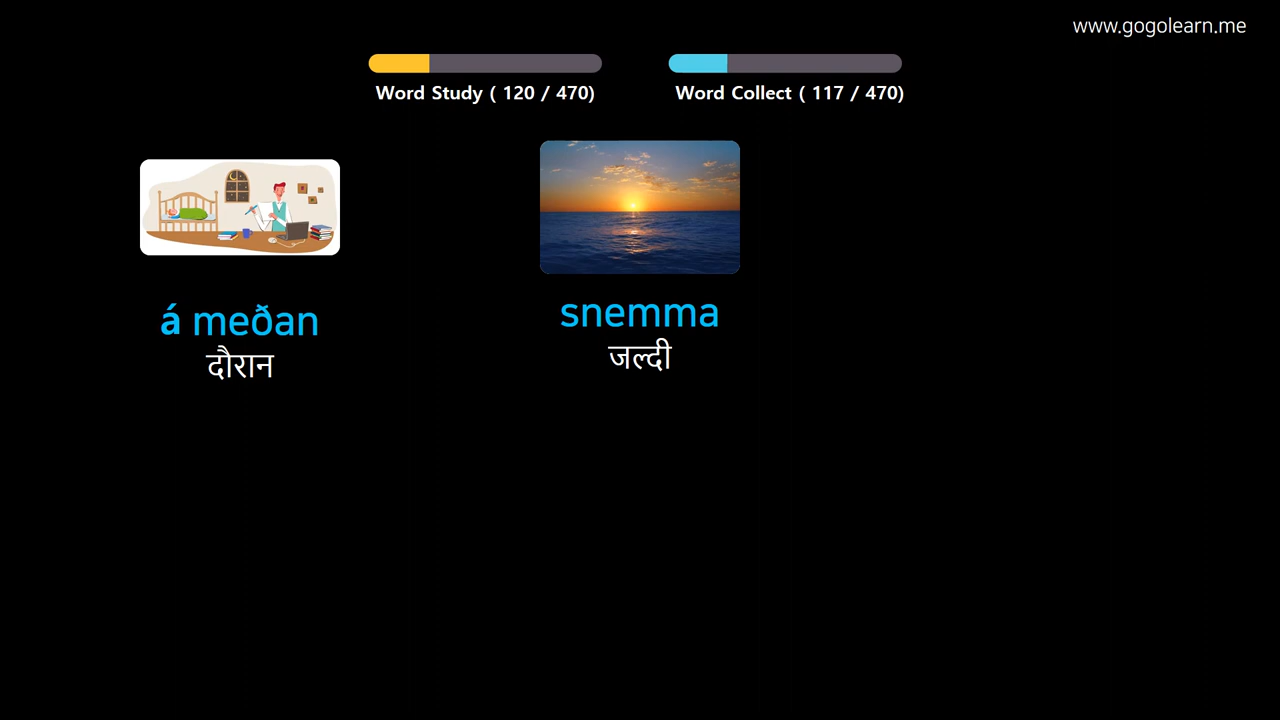 www.gogolearn.me
Word Study ( 120 / 470)
Word Collect ( 117 / 470)
á meðan
दौरान
snemma
जल्दी